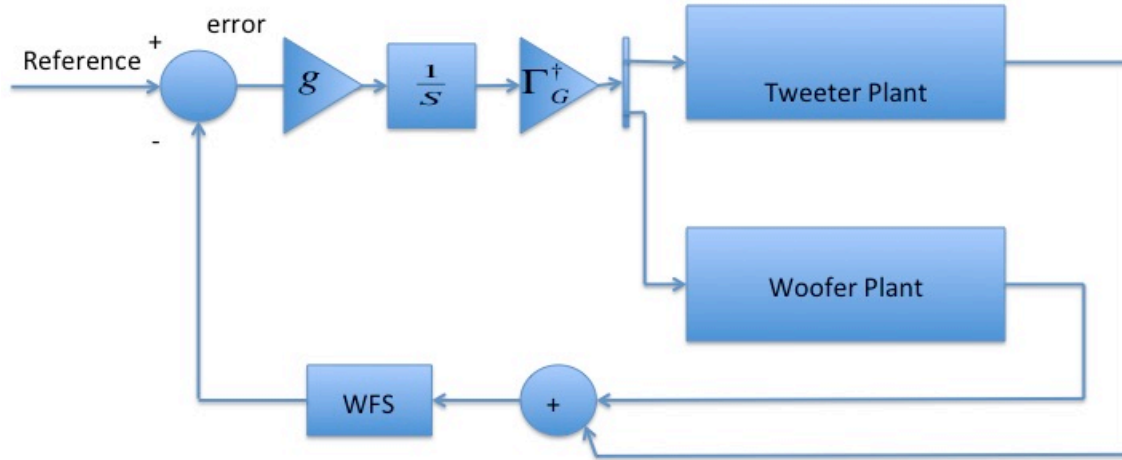 error
+
Reference
g
1
S
Γ†G
Tweeter Plant
-
Woofer Plant
WFS
+